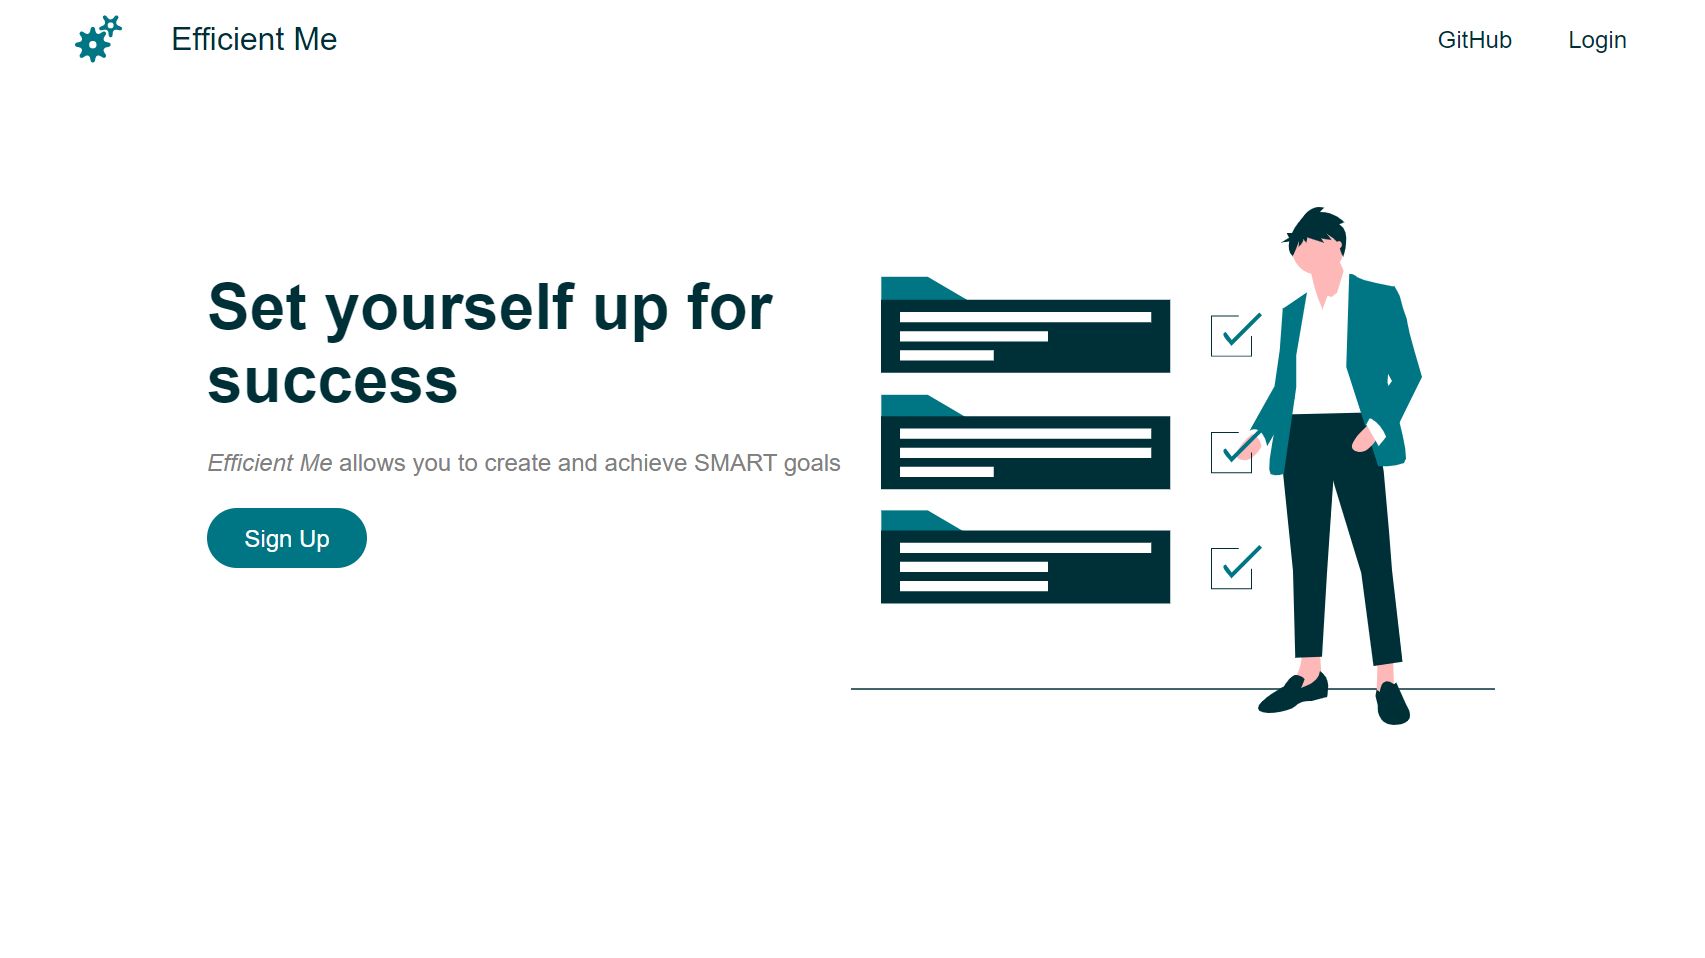 Efficient Me
GitHub
Login
Set yourself up for
success
Efficient Me allows you to create and achieve SMART goals
Sign Up